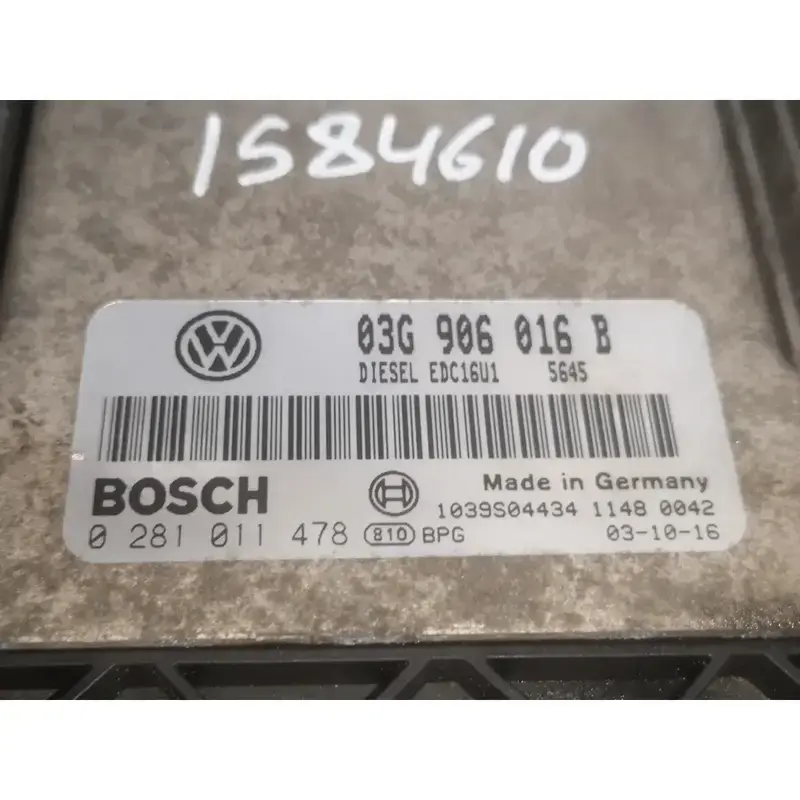 1584610
03G 906 016 B
DIESEL EDC16U1 5645
BOSCH
Made in Germany
1039S04434 1148 0042
0 281 011 478 810 BPG 03-10-16